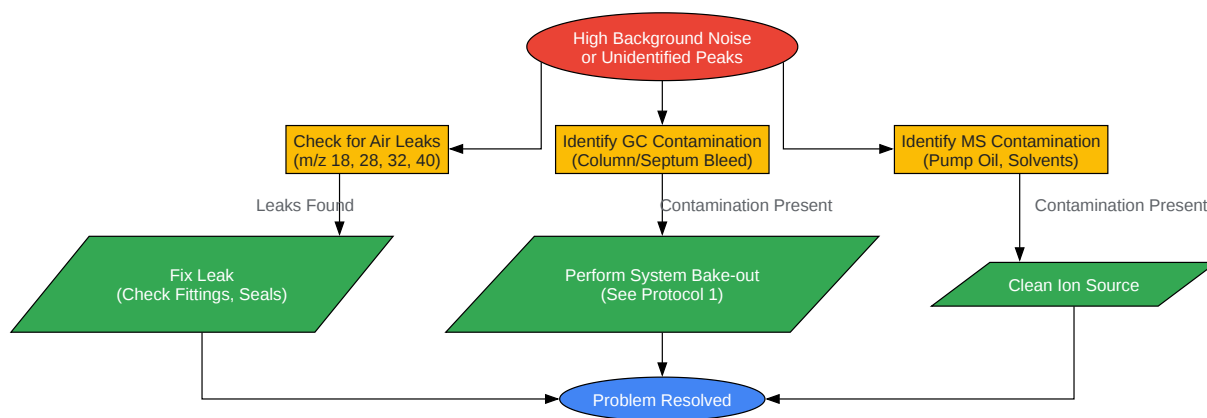 High Background Noise
or Unidentified Peaks
Check for Air Leaks
(m/z 18, 28, 32, 40)
Identify GC Contamination
(Column/Septum Bleed)
Identify MS Contamination
(Pump Oil, Solvents)
Leaks Found
Contamination Present
Contamination Present
Fix Leak
(Check Fittings, Seals)
Perform System Bake-out
(See Protocol 1)
Clean Ion Source
Problem Resolved